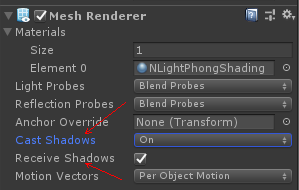 Mesh Renderer
Materials
Size 1
Element 0 NLightPhongShading
Light Probes Blend Probes
Reflection Probes Blend Probes
Anchor Override None (Transform)
Cast Shadows On
Receive Shadows
Motion Vectors Per Object Motion